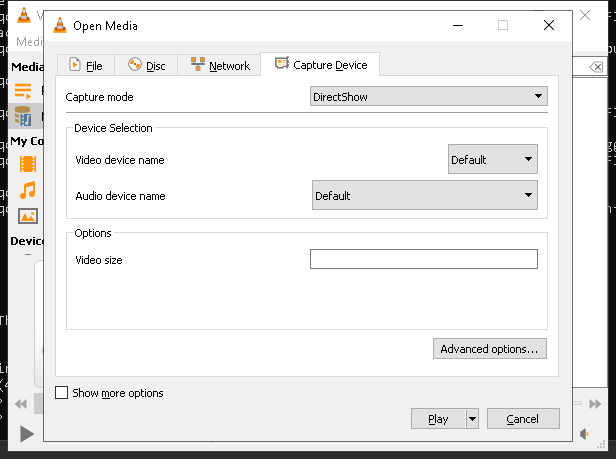 V
Open Media
Medi
File
Disc
Network
Capture Device
Media
Capture mode
DirectShow
Device Selection
My Co
Video device name
Default
Audio device name
Default
Device
Options
Video size
Advanced options...
Show more options
Play
Cancel